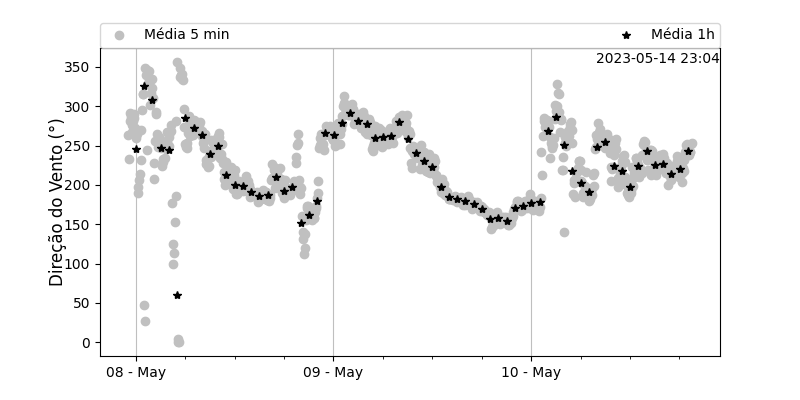 Média 5 min
Média 1h
2023-05-14 23:04
Direção do Vento (°)
350
300
250
200
150
100
50
0
08 - May
09 - May
10 - May